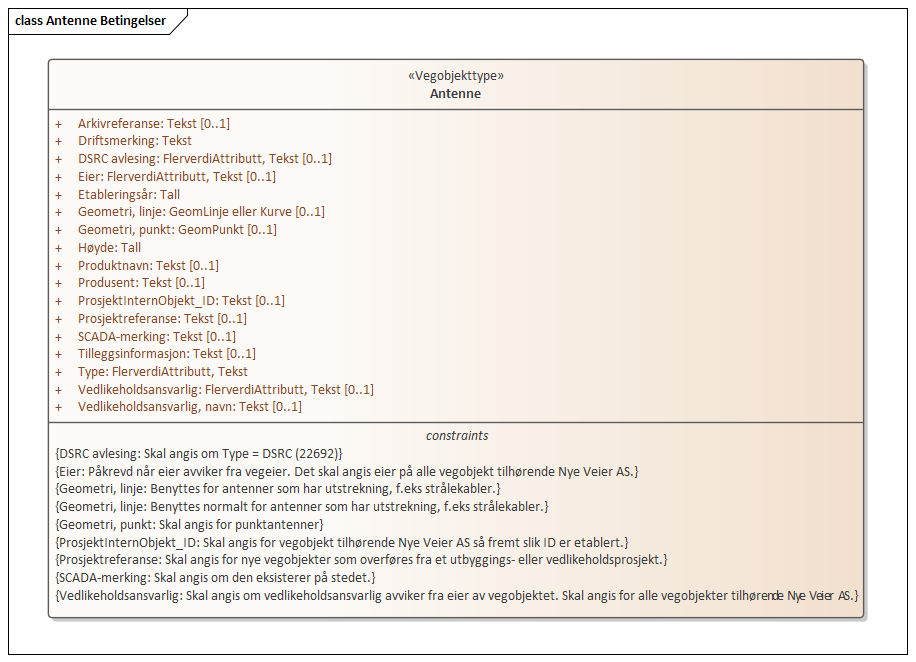 class Antenne Betingelser
«Vegobjekttype»
Antenne
+ Arkivreferanse: Tekst [0..1]
+ Driftsmerking: Tekst
+ DSRC avlesing: FlerverdiAttributt, Tekst [0..1]
+ Eier: FlerverdiAttributt, Tekst [0..1]
+ Etableringsår: Tall
+ Geometri, linje: GeomLinje eller Kurve [0..1]
+ Geometri, punkt: GeomPunkt [0..1]
+ Høyde: Tall
+ Produktnavn: Tekst [0..1]
+ Produsent: Tekst [0..1]
+ ProsjektInternObjekt_ID: Tekst [0..1]
+ Prosjektreferanse: Tekst [0..1]
+ SCADA-merking: Tekst [0..1]
+ Tilleggsinformasjon: Tekst [0..1]
+ Type: FlerverdiAttributt, Tekst
+ Vedlikeholdsansvarlig: FlerverdiAttributt, Tekst [0..1]
+ Vedlikeholdsansvarlig, navn: Tekst [0..1]
constraints
{DSRC avlesing: Skal angis om Type = DSRC (22692)}
{Eier: Påkrevd når eier avviker fra vegeier. Det skal angis eier på alle vegobjekt tilhørende Nye Veier AS.}
{Geometri, linje: Benyttes for antenner som har utstrekning, f.eks strålekabler.}
{Geometri, linje: Benyttes normalt for antenner som har utstrekning, f.eks strålekabler.}
{Geometri, punkt: Skal angis for punktantenner}
{ProsjektInternObjekt_ID: Skal angis for vegobjekt tilhørende Nye Veier AS så fremt slik ID er etablert.}
{Prosjektreferanse: Skal angis for nye vegobjekter som overføres fra et utbyggings- eller vedlikeholdsprosjekt.}
{SCADA-merking: Skal angis om den eksisterer på stedet.}
{Vedlikeholdsansvarlig: Skal angis om vedlikeholdsansvarlig avviker fra eier av vegobjektet. Skal angis for alle vegobjekter tilhørende Nye Veier AS.}